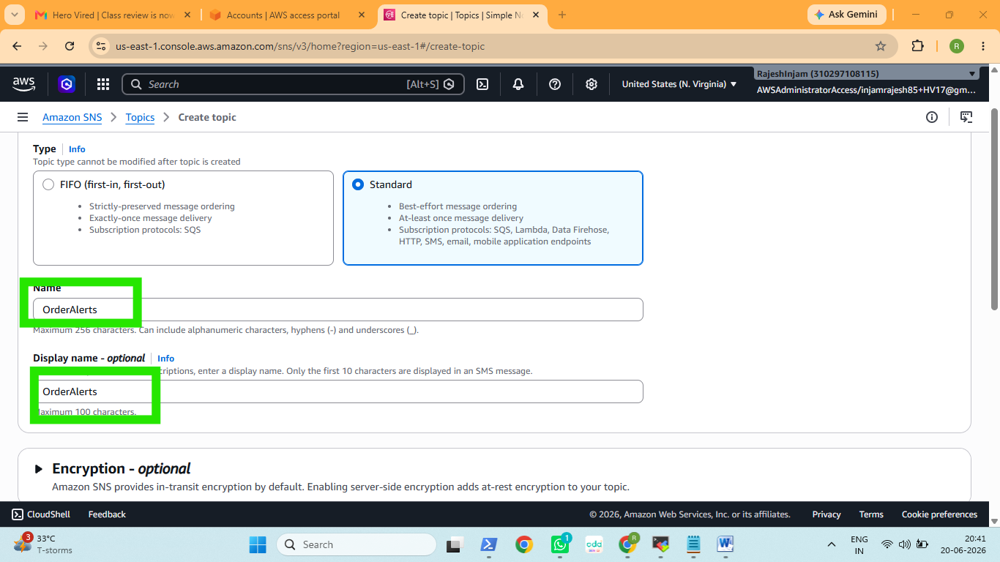 Hero Vired | Class review is now
Accounts | AWS access portal
Create topic | Topics | Simple N
Ask Gemini
us-east-1.console.aws.amazon.com/sns/v3/home?region=us-east-1#/create-topic
R
aws
Search
[Alt+S]
United States (N. Virginia)
RajeshInjam (310297108115)
AWSAdministratorAccess/injamrajesh85+HV17@gm...
Amazon SNS
Topics
Create topic
Type
Info
Topic type cannot be modified after topic is created
FIFO (first-in, first-out)
• Strictly-preserved message ordering
• Exactly-once message delivery
• Subscription protocols: SQS
Standard
• Best-effort message ordering
• At-least once message delivery
• Subscription protocols: SQS, Lambda, Data Firehose,
HTTP, SMS, email, mobile application endpoints
Name
OrderAlerts
Maximum 256 characters. Can include alphanumeric characters, hyphens (-) and underscores (_).
Display name - optional
Info
enter a display name. Only the first 10 characters are displayed in an SMS message.
OrderAlerts
Maximum 100 characters.
Encryption - optional
Amazon SNS provides in-transit encryption by default. Enabling server-side encryption adds at-rest encryption to your topic.
CloudShell
Feedback
© 2026, Amazon Web Services, Inc. or its affiliates.
Privacy
Terms
Cookie preferences
3
33°C
T-storms
Search
1
R
ENG
IN
20:41
20-06-2026